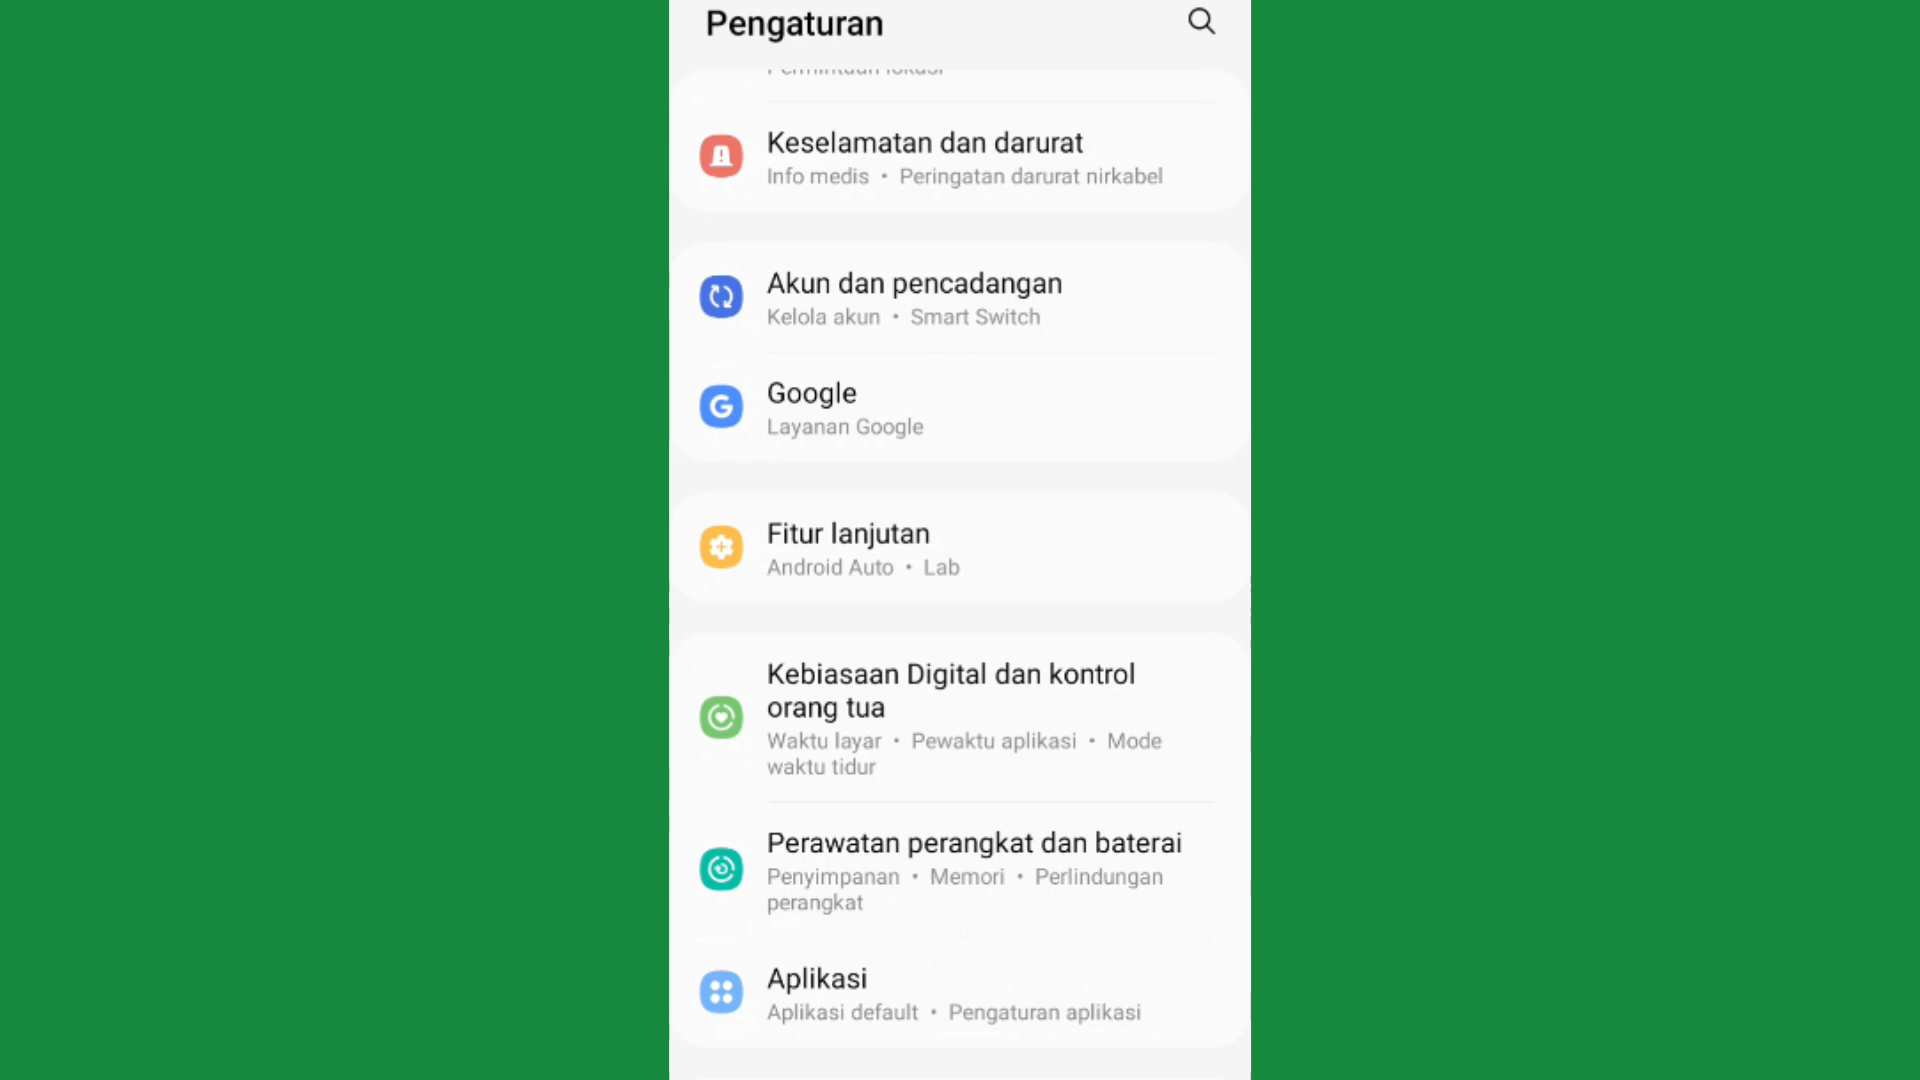 Pengaturan
Permintaan lokasi
Keselamatan dan darurat
Info medis • Peringatan darurat nirkabel
Akun dan pencadangan
Kelola akun • Smart Switch
Google
Layanan Google
Fitur lanjutan
Android Auto • Lab
Kebiasaan Digital dan kontrol
orang tua
Waktu layar • Pewaktu aplikasi • Mode
waktu tidur
Perawatan perangkat dan baterai
Penyimpanan • Memori • Perlindungan
perangkat
Aplikasi
Aplikasi default • Pengaturan aplikasi